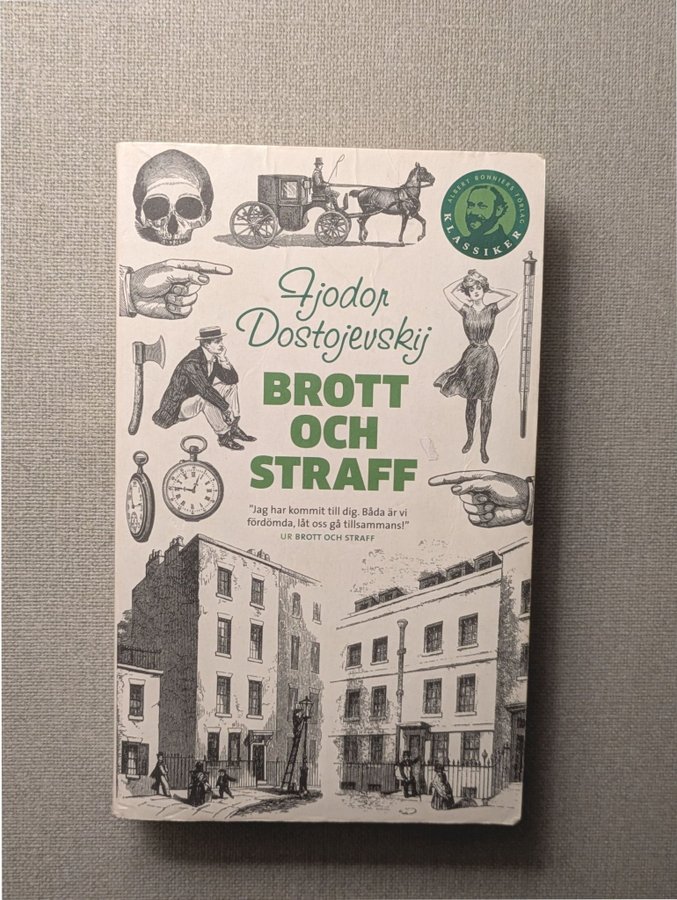 ALBERT BONNIERS FÖRLAG
KLASSIKER
Fjodor
Dostojevskij
BROTT
OCH
STRAFF
”Jag har kommit till dig. Båda är vi
fördömda, låt oss gå tillsammans!”
UR BROTT OCH STRAFF